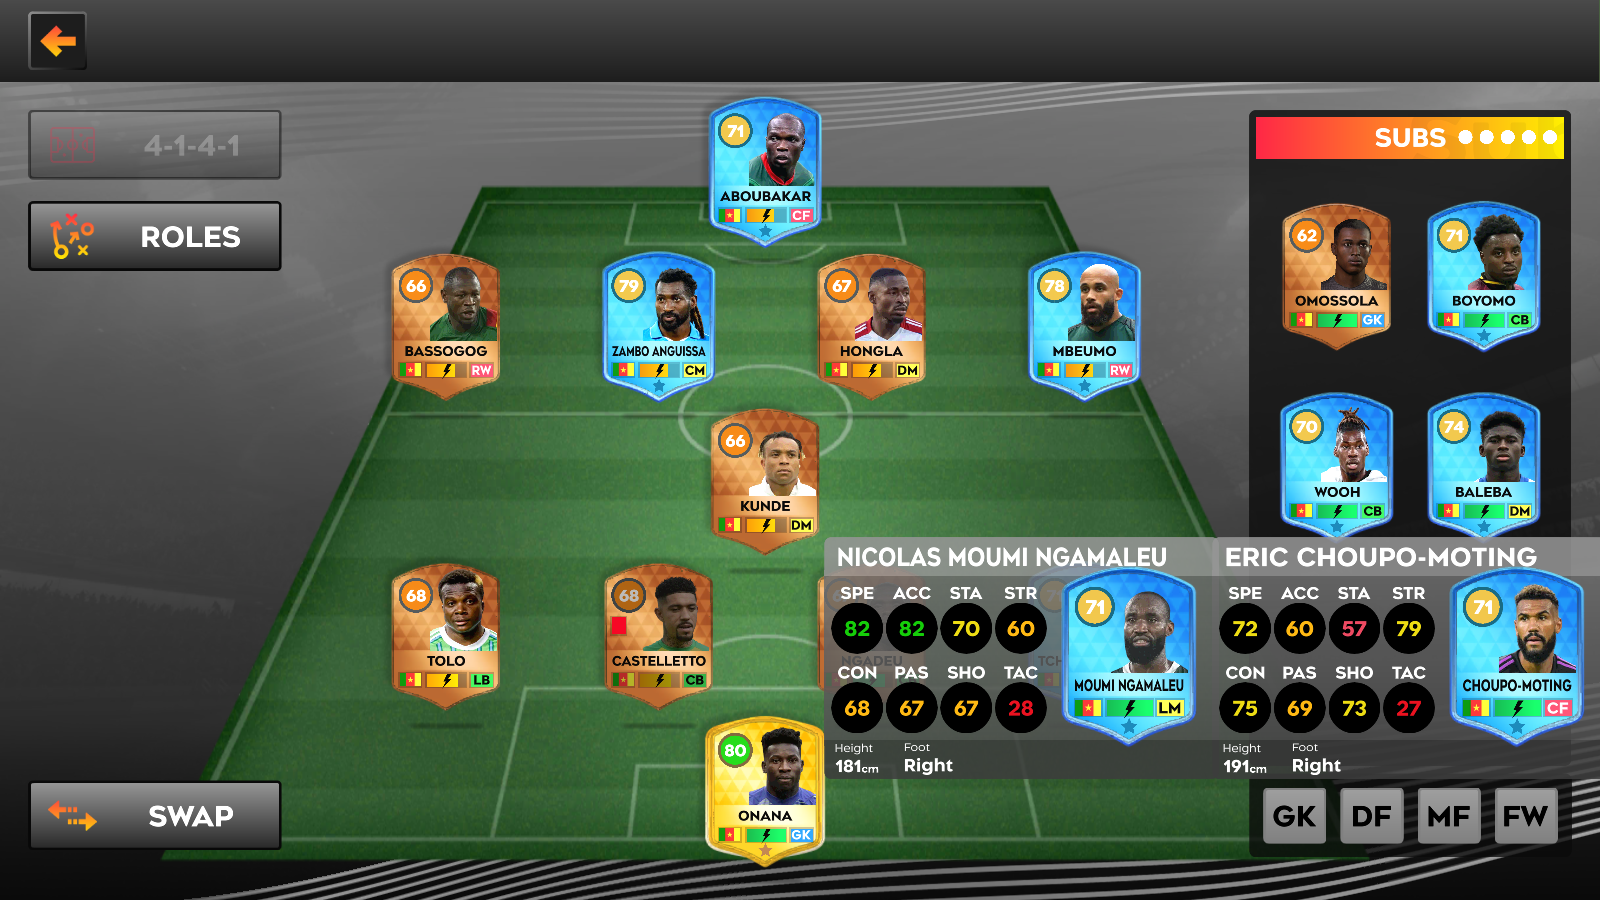 4-1-4-1
ROLES
SWAP
71
ABOUBAKAR
CF
66
BASSOGOG
RW
79
ZAMBO ANGUISSA
CM
67
HONGLA
DM
78
MBEUMO
RW
66
KUNDE
DM
68
TOLO
LB
68
CASTELLETTO
CB
NGADEU
80
ONANA
GK
SUBS
62
OMOSSOLA
GK
71
BOYOMO
CB
70
WOOH
CB
74
BALEBA
DM
NICOLAS MOUMI NGAMALEU
SPE ACC STA STR
82 82 70 60
CON PAS SHO TAC
68 67 67 28
Height Foot
181cm Right
71
MOUMI NGAMALEU
LM
ERIC CHOUPO-MOTING
SPE ACC STA STR
72 60 57 79
CON PAS SHO TAC
75 69 73 27
Height Foot
191cm Right
71
CHOUPO-MOTING
CF
GK DF MF FW